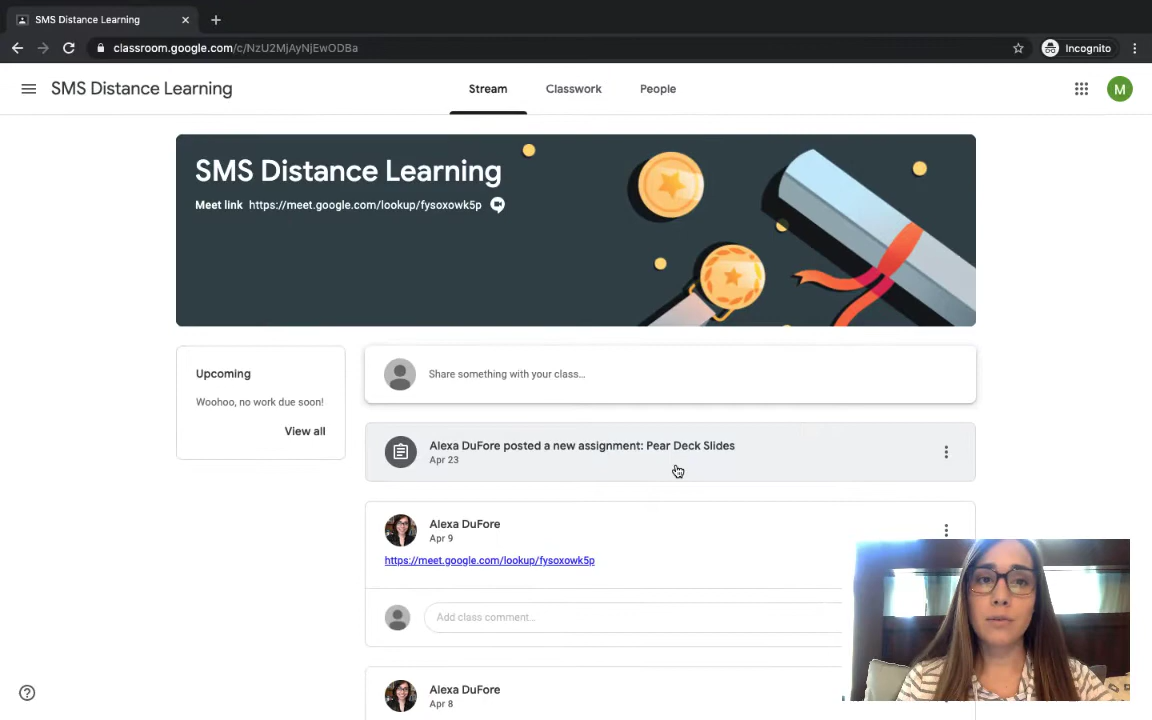 SMS Distance Learning
classroom.google.com/c/NzU2MjAyNjEwODBa
Incognito
SMS Distance Learning
Stream
Classwork
People
M
SMS Distance Learning
Meet link https://meet.google.com/lookup/fysoxowk5p
Upcoming
Woohoo, no work due soon!
View all
Share something with your class...
Alexa DuFore posted a new assignment: Pear Deck Slides
Apr 23
Alexa DuFore
Apr 9
https://meet.google.com/lookup/fysoxowk5p
Add class comment...
Alexa DuFore
Apr 8